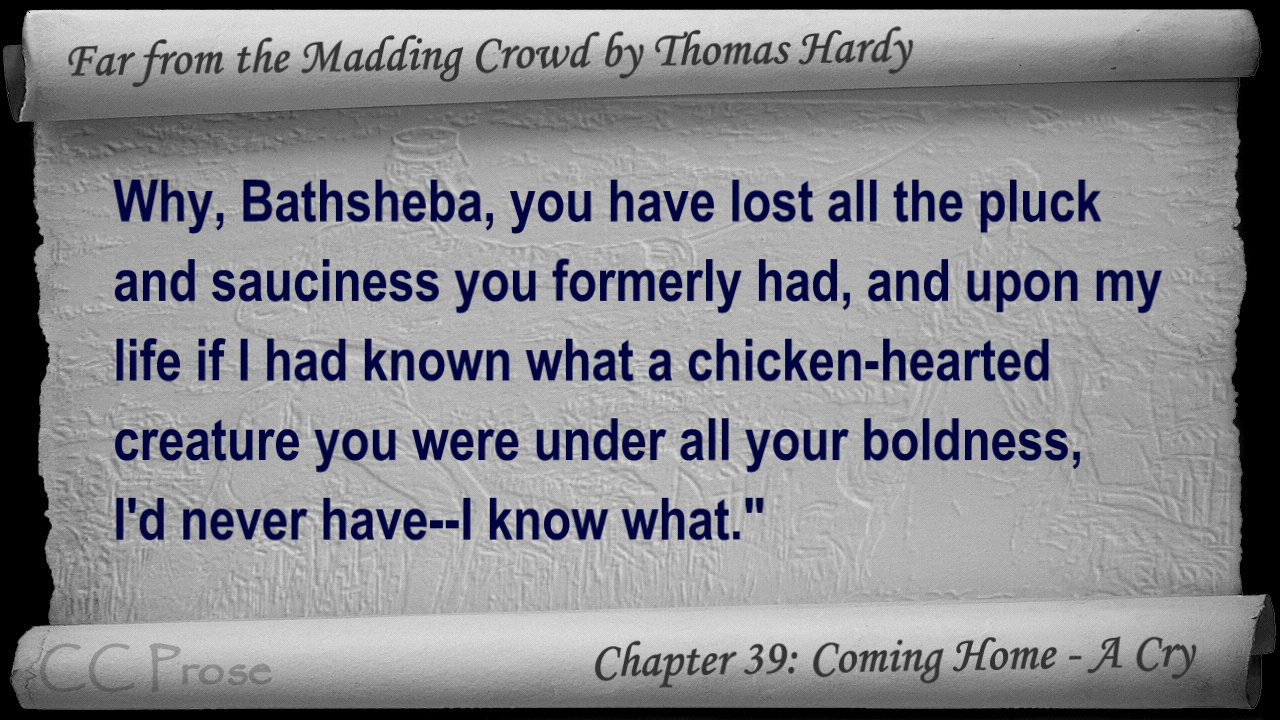 Far from the Madding Crowd by Thomas Hardy
Why, Bathsheba, you have lost all the pluck
and sauciness you formerly had, and upon my
life if I had known what a chicken-hearted
creature you were under all your boldness,
I'd never have--I know what."
CC Prose
Chapter 39: Coming Home - A Cry